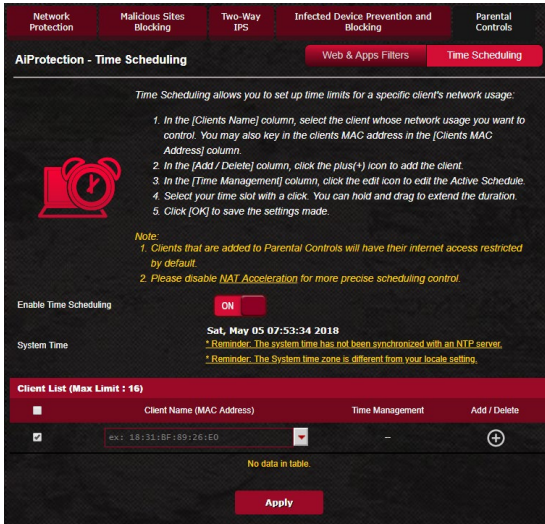 Network Protection
Malicious Sites Blocking
Two-Way IPS
Infected Device Prevention and Blocking
Parental Controls
AiProtection - Time Scheduling
Web & Apps Filters
Time Scheduling
Time Scheduling allows you to set up time limits for a specific client's network usage:
1. In the [Clients Name] column, select the client whose network usage you want to
control. You may also key in the clients MAC address in the [Clients MAC
Address] column.
2. In the [Add / Delete] column, click the plus(+) icon to add the client.
3. In the [Time Management] column, click the edit icon to edit the Active Schedule.
4. Select your time slot with a click. You can hold and drag to extend the duration.
5. Click [OK] to save the settings made.
Note:
1. Clients that are added to Parental Controls will have their internet access restricted
by default.
2. Please disable NAT Acceleration for more precise scheduling control.
Enable Time Scheduling
ON
System Time
Sat, May 05 07:53:34 2018
* Reminder: The system time has not been synchronized with an NTP server.
* Reminder: The System time zone is different from your locale setting.
Client List (Max Limit : 16)
Client Name (MAC Address)
Time Management
Add / Delete
ex: 18:31:BF:89:26:E0
--
No data in table.
Apply